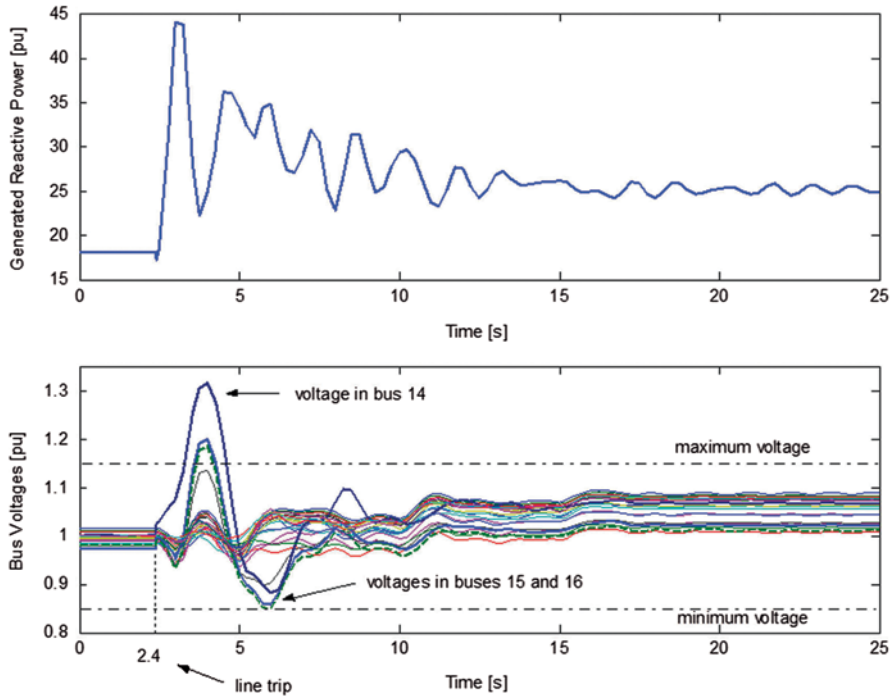 Generated Reactive Power [pu]
45
40
35
30
25
20
15
0
5
10
15
20
25
Time [s]
Bus Voltages [pu]
1.3
1.2
1.1
1
0.9
0.8
voltage in bus 14
maximum voltage
voltages in buses 15 and 16
minimum voltage
0
5
10
15
20
25
2.4
line trip
Time [s]